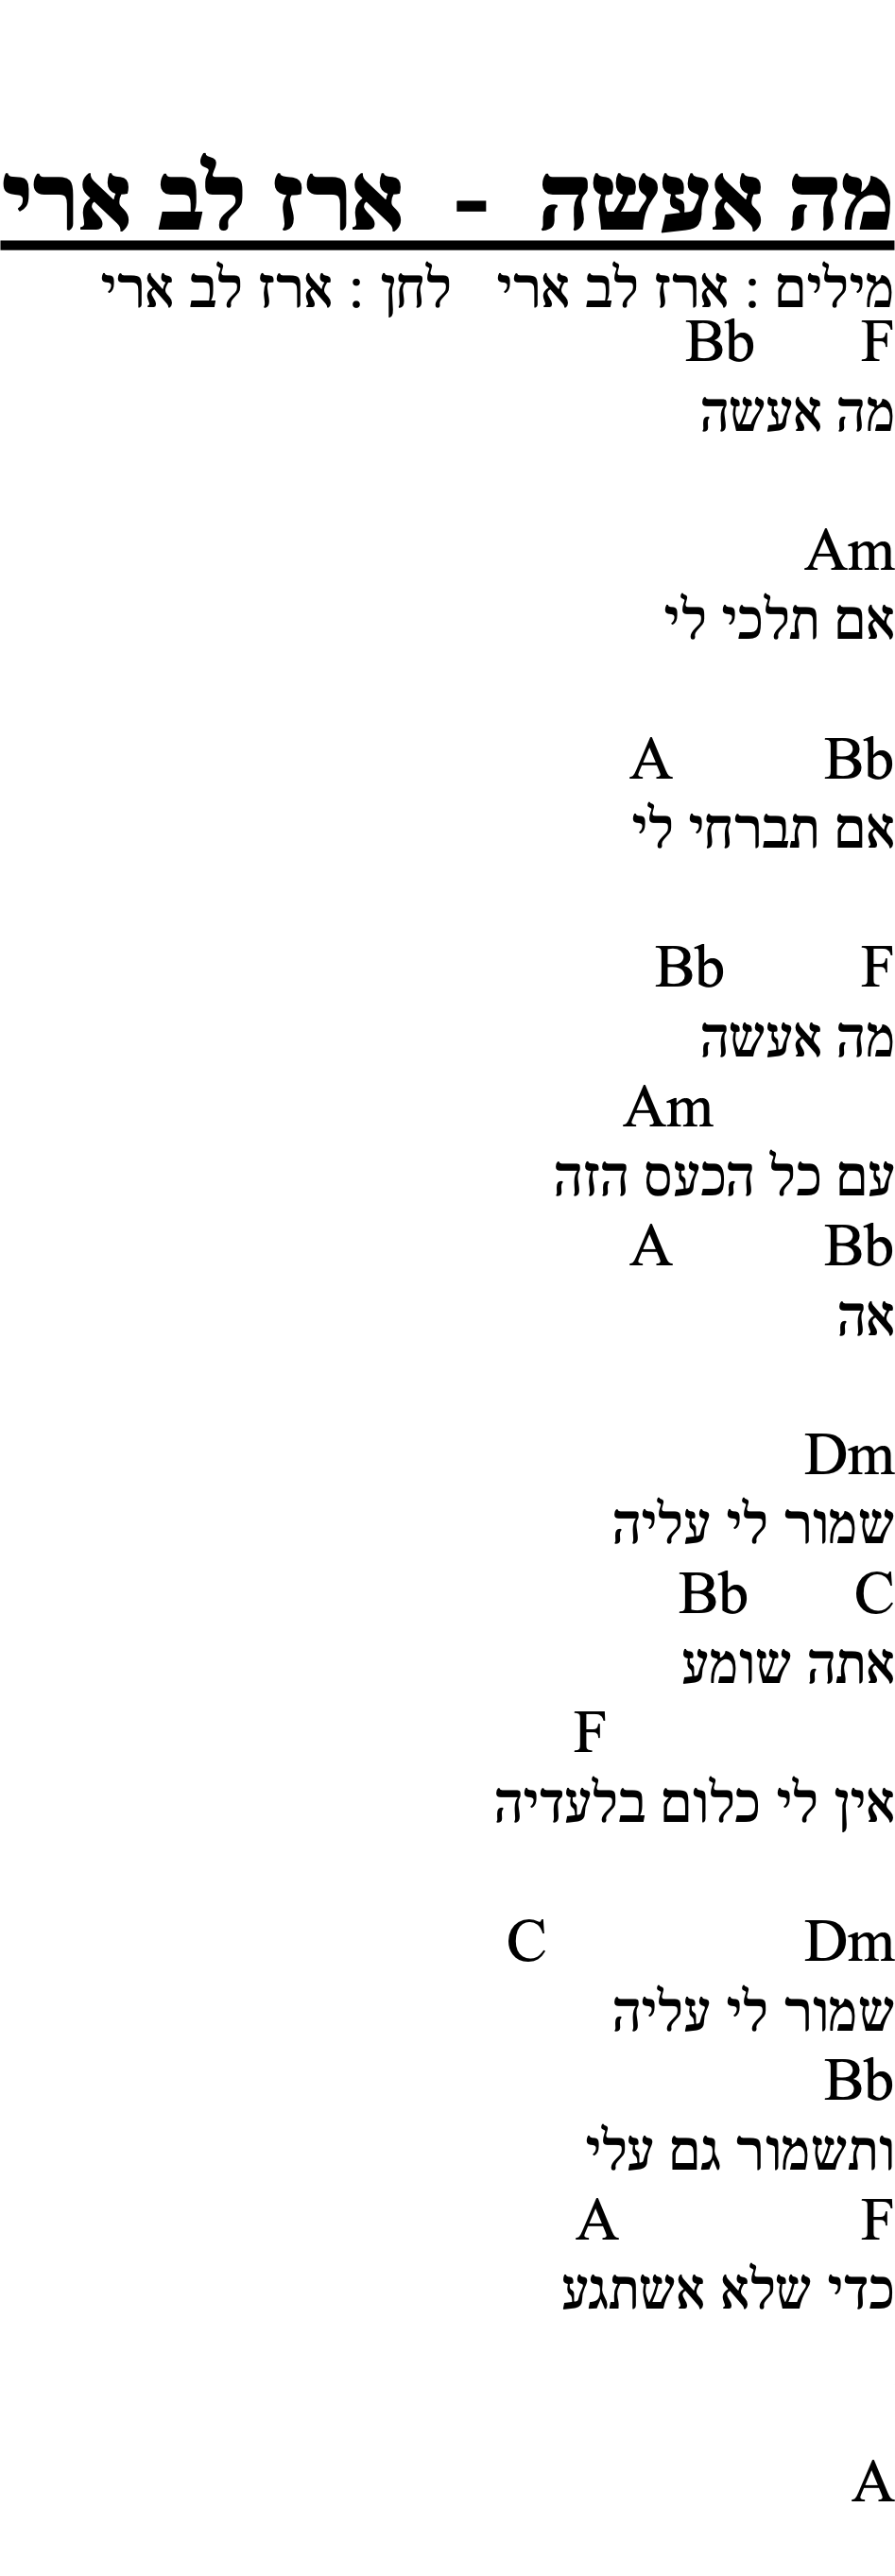 מה אעשה - ארז לב ארי
מילים : ארז לב ארי לחן : ארז לב ארי
F Bb
מה אעשה
Am
אם תלכי לי
Bb A
אם תברחי לי
F Bb
מה אעשה
Am
עם כל הכעס הזה
Bb A
אה
Dm
שמור לי עליה
C Bb
אתה שומע
F
אין לי כלום בלעדיה
Dm C
שמור לי עליה
Bb
ותשמור גם עלי
F A
כדי שלא אשתגע
A